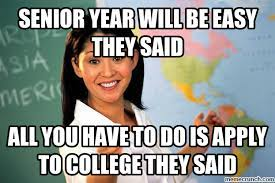 SENIOR YEAR WILL BE EASY
THEY SAID
ALL YOU HAVE TO DO IS APPLY
TO COLLEGE THEY SAID
memecrunch.com